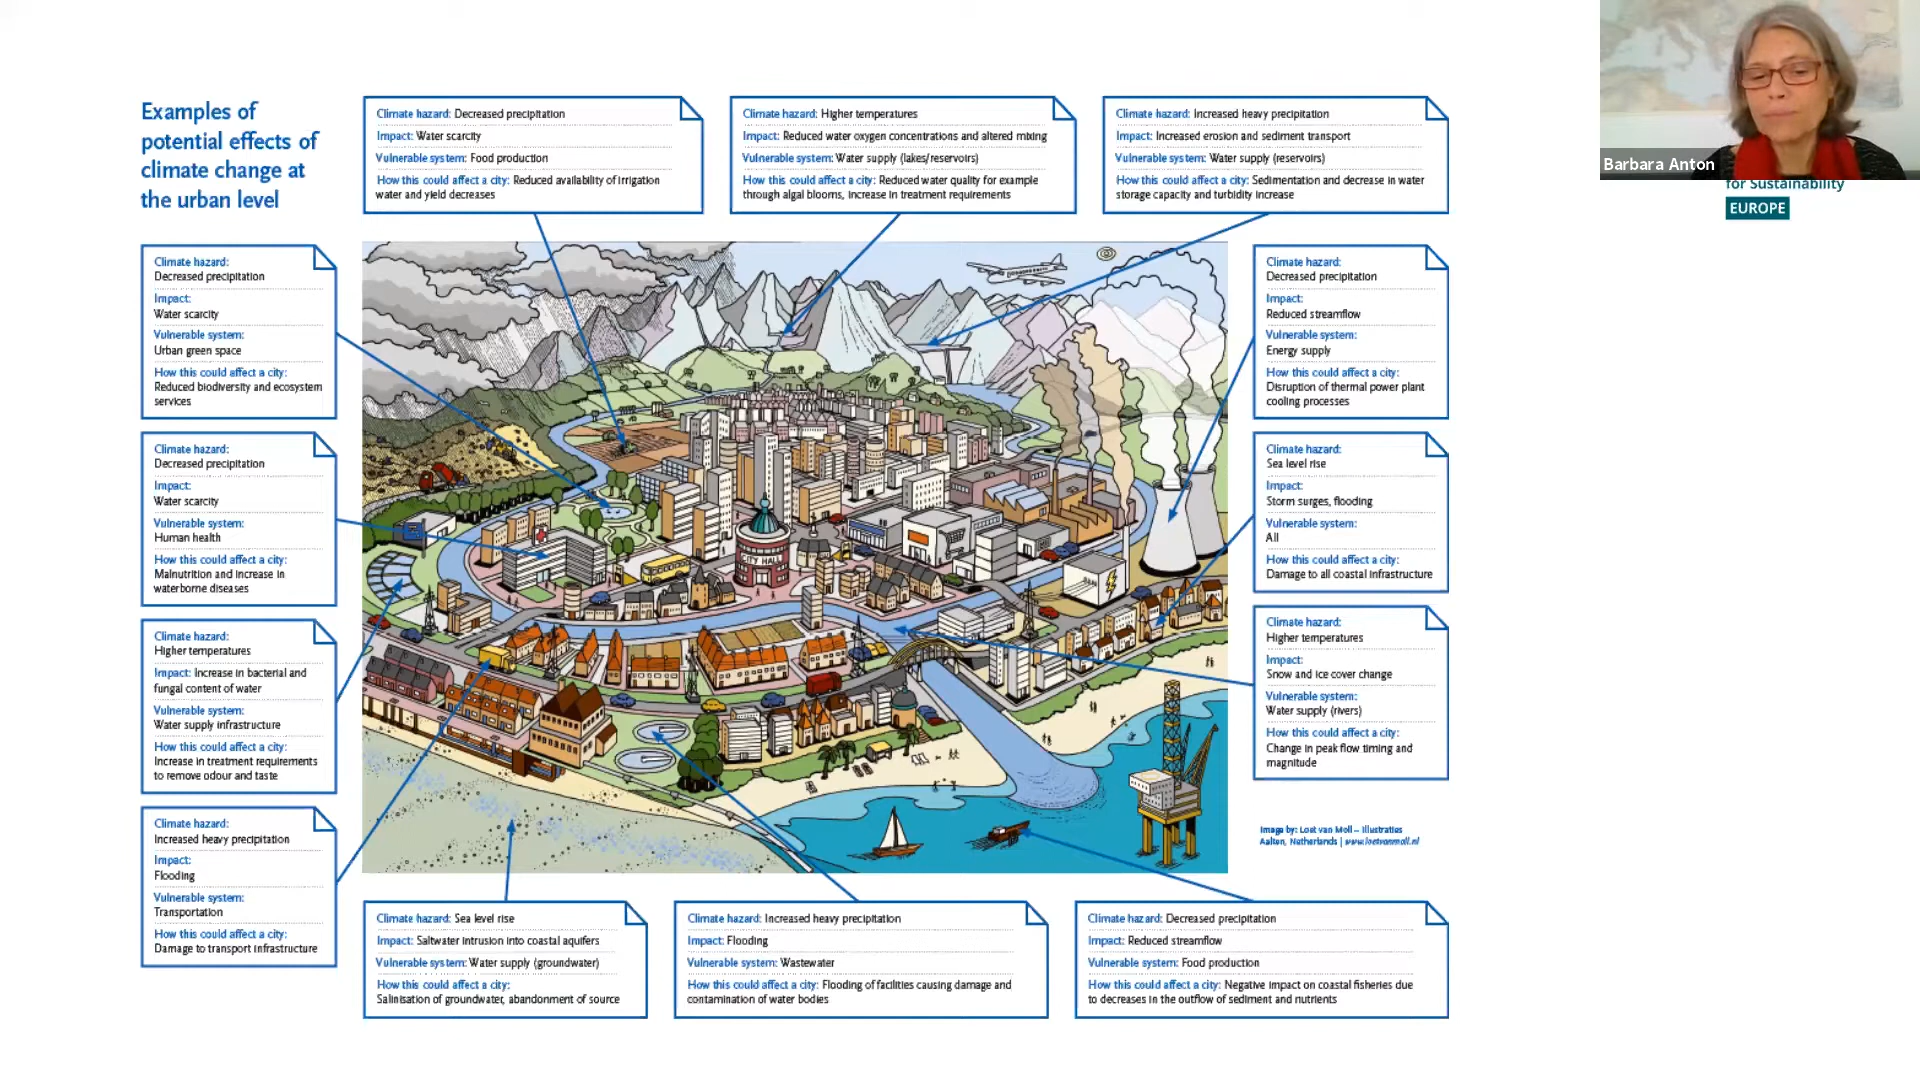 Examples of
potential effects of
climate change at
the urban level
Climate hazard: Decreased precipitation
Impact: Water scarcity
Vulnerable system: Food production
How this could affect a city: Reduced availability of irrigation
water and yield decreases
Climate hazard: Higher temperatures
Impact: Reduced water oxygen concentrations and altered mixing
Vulnerable system: Water supply (lakes/reservoirs)
How this could affect a city: Reduced water quality for example
through algal blooms, increase in treatment requirements
Climate hazard: Increased heavy precipitation
Impact: Increased erosion and sediment transport
Vulnerable system: Water supply (reservoirs)
How this could affect a city: Sedimentation and decrease in water
storage capacity and turbidity increase
Barbara Anton
for Sustainability
EUROPE
Climate hazard:
Decreased precipitation
Impact:
Water scarcity
Vulnerable system:
Urban green space
How this could affect a city:
Reduced biodiversity and ecosystem
services
Climate hazard:
Decreased precipitation
Impact:
Water scarcity
Vulnerable system:
Human health
How this could affect a city:
Malnutrition and increase in
waterborne diseases
Climate hazard:
Higher temperatures
Impact: Increase in bacterial and
fungal content of water
Vulnerable system:
Water supply infrastructure
How this could affect a city:
Increase in treatment requirements
to remove odour and taste
Climate hazard:
Increased heavy precipitation
Impact:
Flooding
Vulnerable system:
Transportation
How this could affect a city:
Damage to transport infrastructure
CITY HALL
Climate hazard:
Decreased precipitation
Impact:
Reduced streamflow
Vulnerable system:
Energy supply
How this could affect a city:
Disruption of thermal power plant
cooling processes
Climate hazard:
Sea level rise
Impact:
Storm surges, flooding
Vulnerable system:
All
How this could affect a city:
Damage to all coastal infrastructure
Climate hazard:
Higher temperatures
Impact:
Snow and ice cover change
Vulnerable system:
Water supply (rivers)
How this could affect a city:
Change in peak flow timing and
magnitude
Image by: Loet van Moll – Illustraties
Aalten, Netherlands | www.loetvanmoll.nl
Climate hazard: Sea level rise
Impact: Saltwater intrusion into coastal aquifers
Vulnerable system: Water supply (groundwater)
How this could affect a city:
Salinisation of groundwater, abandonment of source
Climate hazard: Increased heavy precipitation
Impact: Flooding
Vulnerable system: Wastewater
How this could affect a city: Flooding of facilities causing damage and
contamination of water bodies
Climate hazard: Decreased precipitation
Impact: Reduced streamflow
Vulnerable system: Food production
How this could affect a city: Negative impact on coastal fisheries due
to decreases in the outflow of sediment and nutrients